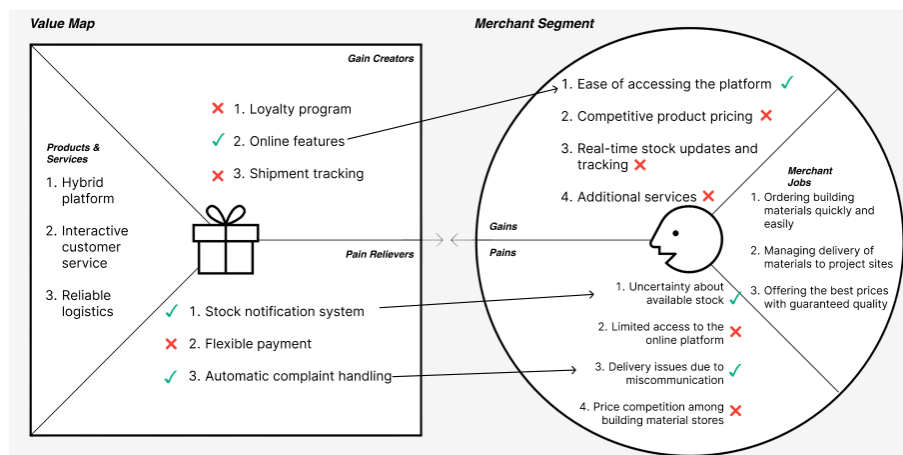 Value Map
Gain Creators
1. Loyalty program
2. Online features
3. Shipment tracking
Products &
Services
1. Hybrid
platform
2. Interactive
customer
service
3. Reliable
logistics
Pain Relievers
1. Stock notification system
2. Flexible payment
3. Automatic complaint handling
Merchant Segment
1. Ease of accessing the platform
2. Competitive product pricing
3. Real-time stock updates and
tracking
4. Additional services
Gains
Pains
1. Uncertainty about
available stock
2. Limited access to the
online platform
3. Delivery issues due to
miscommunication
4. Price competition among
building material stores
Merchant
Jobs
1. Ordering building
materials quickly and
easily
2. Managing delivery of
materials to project sites
3. Offering the best prices
with guaranteed quality